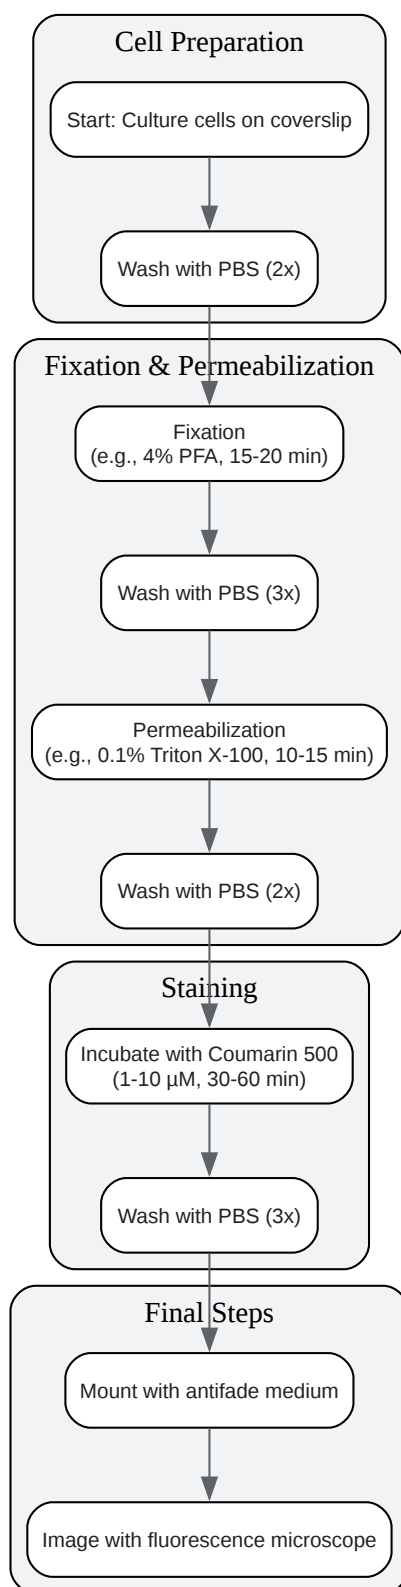 Cell Preparation
Start: Culture cells on coverslip
Wash with PBS (2x)
Fixation & Permeabilization
Fixation
(e.g., 4% PFA, 15-20 min)
Wash with PBS (3x)
Permeabilization
(e.g., 0.1% Triton X-100, 10-15 min)
Wash with PBS (2x)
Staining
Incubate with Coumarin 500
(1-10 µM, 30-60 min)
Wash with PBS (3x)
Final Steps
Mount with antifade medium
Image with fluorescence microscope